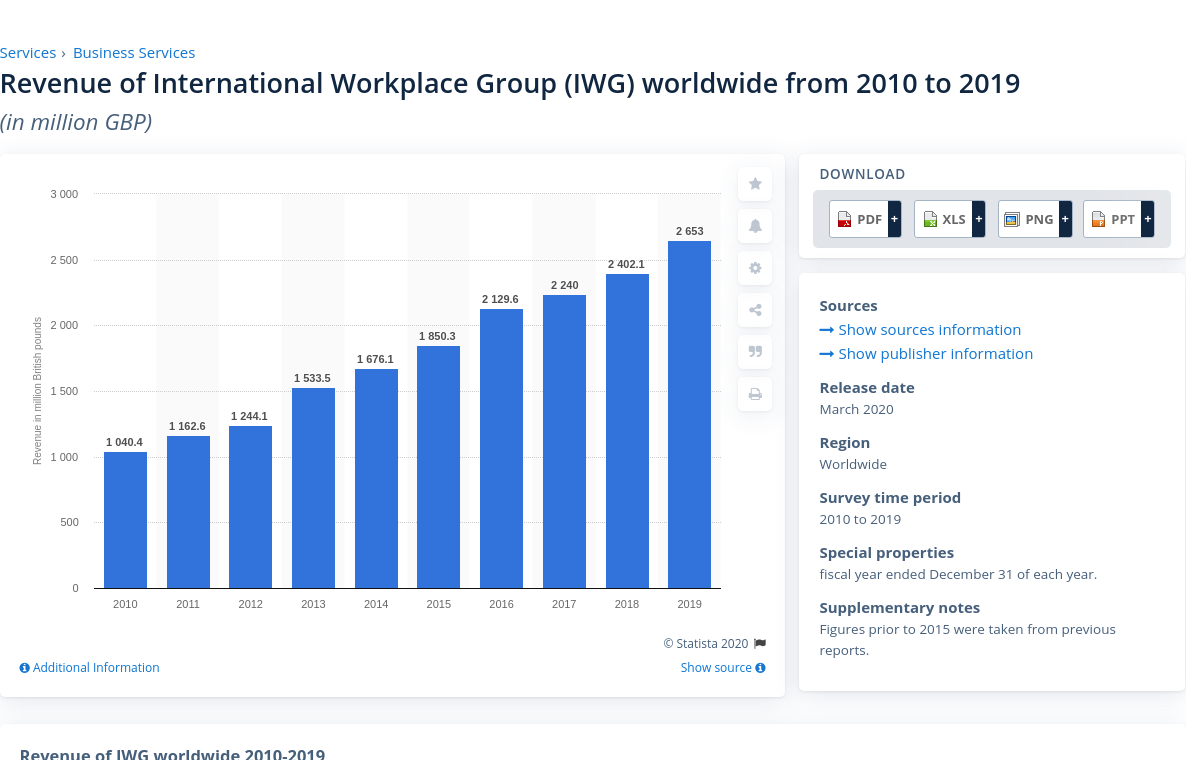 Services › Business Services
Revenue of International Workplace Group (IWG) worldwide from 2010 to 2019
(in million GBP)
3 000
2 500
2 000
1 500
1 000
500
0
Revenue in million British pounds
1 040.4
1 162.6
1 244.1
1 533.5
1 676.1
1 850.3
2 129.6
2 240
2 402.1
2 653
2010 2011 2012 2013 2014 2015 2016 2017 2018 2019
© Statista 2020
Additional Information
Show source
DOWNLOAD
PDF + XLS + PNG + PPT +
Sources
Show sources information
Show publisher information
Release date
March 2020
Region
Worldwide
Survey time period
2010 to 2019
Special properties
fiscal year ended December 31 of each year.
Supplementary notes
Figures prior to 2015 were taken from previous
reports.
Revenue of IWG worldwide 2010-2019